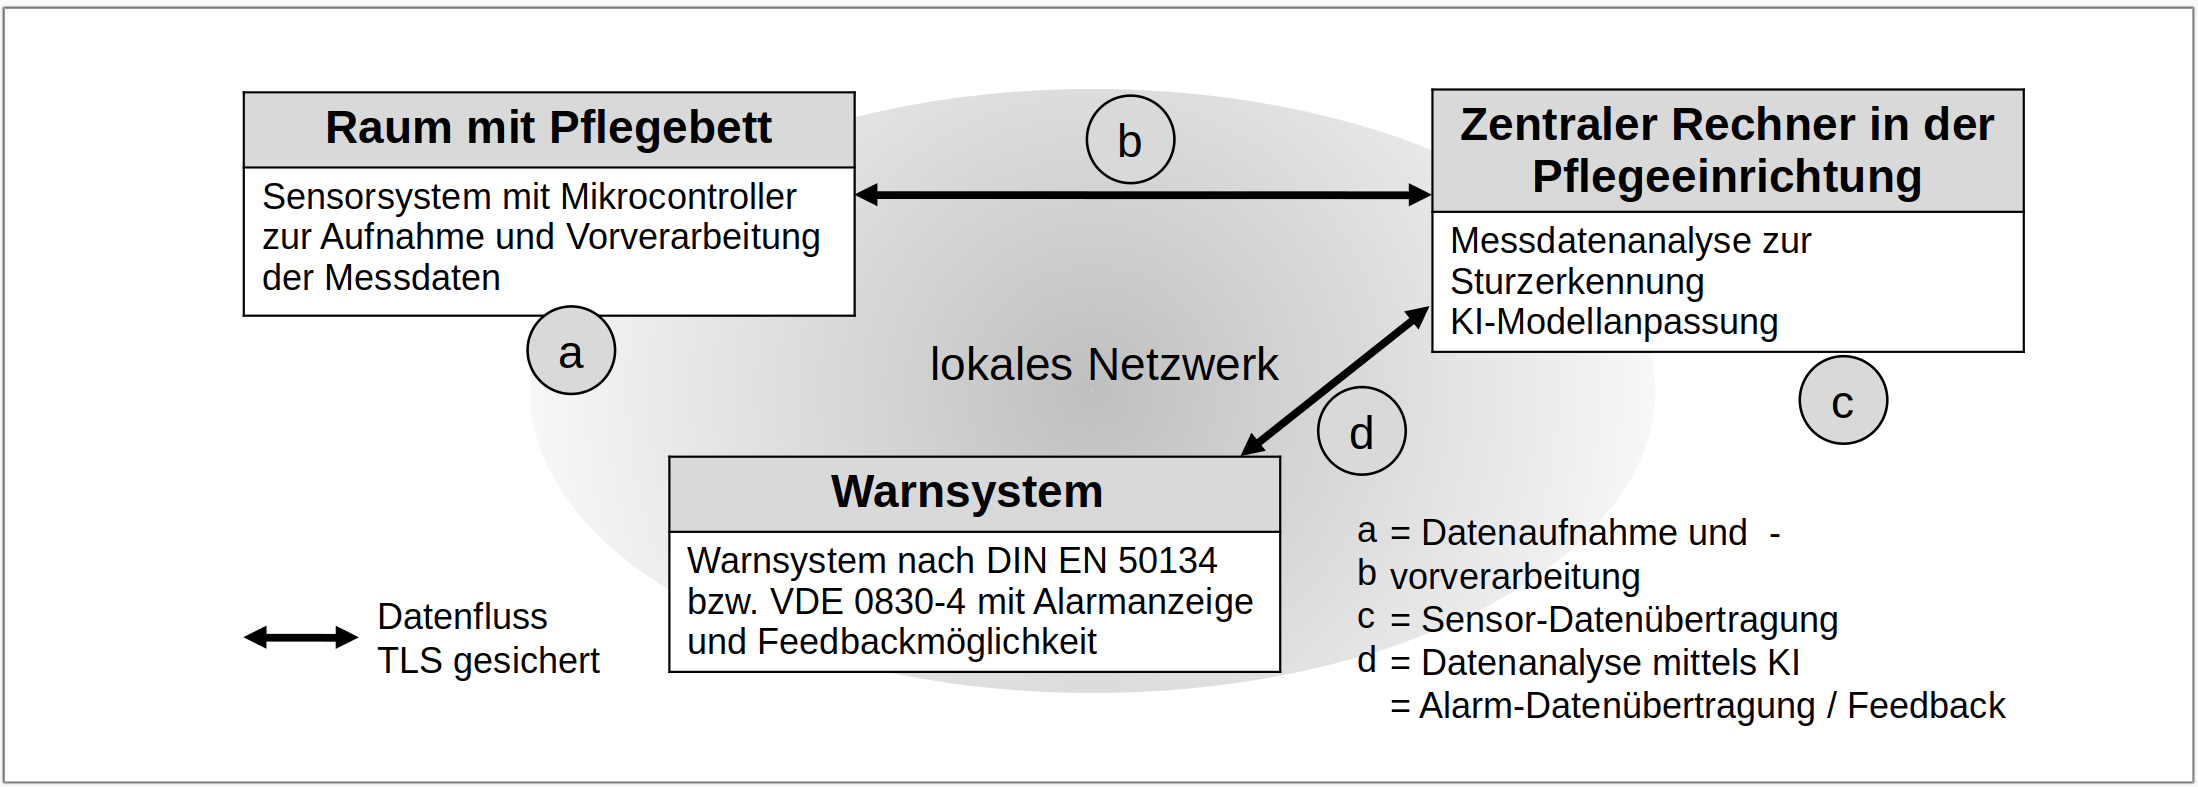 Raum mit Pflegebett
Sensorsystem mit Mikrocontroller
zur Aufnahme und Vorverarbeitung
der Messdaten
a
b
Zentraler Rechner in der
Pflegeeinrichtung
Messdatenanalyse zur
Sturzerkennung
KI-Modellanpassung
c
lokales Netzwerk
d
Warnsystem
Warnsystem nach DIN EN 50134
bzw. VDE 0830-4 mit Alarmanzeige
und Feedbackmöglichkeit
Datenfluss
TLS gesichert
a = Datenaufnahme und -
b vorverarbeitung
c = Sensor-Datenübertragung
d = Datenanalyse mittels KI
= Alarm-Datenübertragung / Feedback